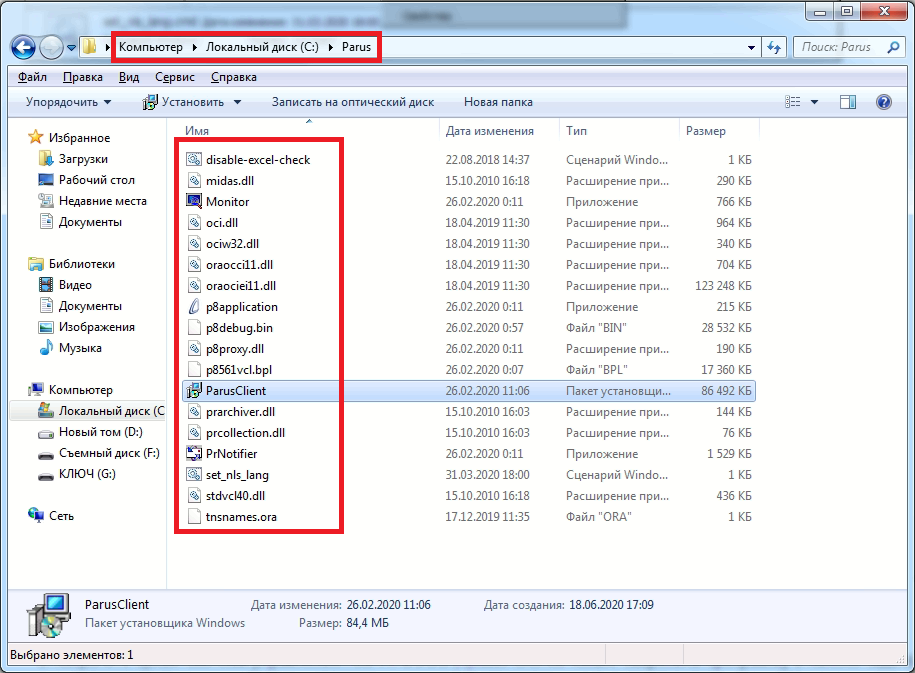 Компьютер Локальный диск (C:) Parus Поиск: Parus
Файл Правка Вид Сервис Справка
Упорядочить Установить Записать на оптический диск Новая папка
Избранное
Загрузки
Рабочий стол
Недавние места
Документы
Библиотеки
Видео
Документы
Изображения
Музыка
Компьютер
Локальный диск (C
Новый том (D:)
Съемный диск (F:)
КЛЮЧ (G:)
Сеть
Имя Дата изменения Тип Размер
disable-excel-check 22.08.2018 14:37 Сценарий Windo... 1 КБ
midas.dll 15.10.2010 16:18 Расширение при... 290 КБ
Monitor 26.02.2020 0:11 Приложение 766 КБ
oci.dll 18.04.2019 11:30 Расширение при... 964 КБ
ociw32.dll 18.04.2019 11:30 Расширение при... 340 КБ
oraocci11.dll 18.04.2019 11:30 Расширение при... 704 КБ
oraociei11.dll 18.04.2019 11:30 Расширение при... 123 248 КБ
p8application 26.02.2020 0:11 Приложение 215 КБ
p8debug.bin 26.02.2020 0:57 Файл "BIN" 28 532 КБ
p8proxy.dll 26.02.2020 0:11 Расширение при... 190 КБ
p8561vcl.bpl 26.02.2020 0:07 Файл "BPL" 17 360 КБ
ParusClient 26.02.2020 11:06 Пакет установщи... 86 492 КБ
prarchiver.dll 15.10.2010 16:03 Расширение при... 144 КБ
prcollection.dll 15.10.2010 16:03 Расширение при... 76 КБ
PrNotifier 26.02.2020 0:11 Приложение 1 529 КБ
set_nls_lang 31.03.2020 18:00 Сценарий Windo... 1 КБ
stdvcl40.dll 15.10.2010 16:18 Расширение при... 436 КБ
tnsnames.ora 17.12.2019 11:35 Файл "ORA" 1 КБ
ParusClient Дата изменения: 26.02.2020 11:06 Дата создания: 18.06.2020 17:09
Пакет установщика Windows Размер: 84,4 МБ
Выбрано элементов: 1